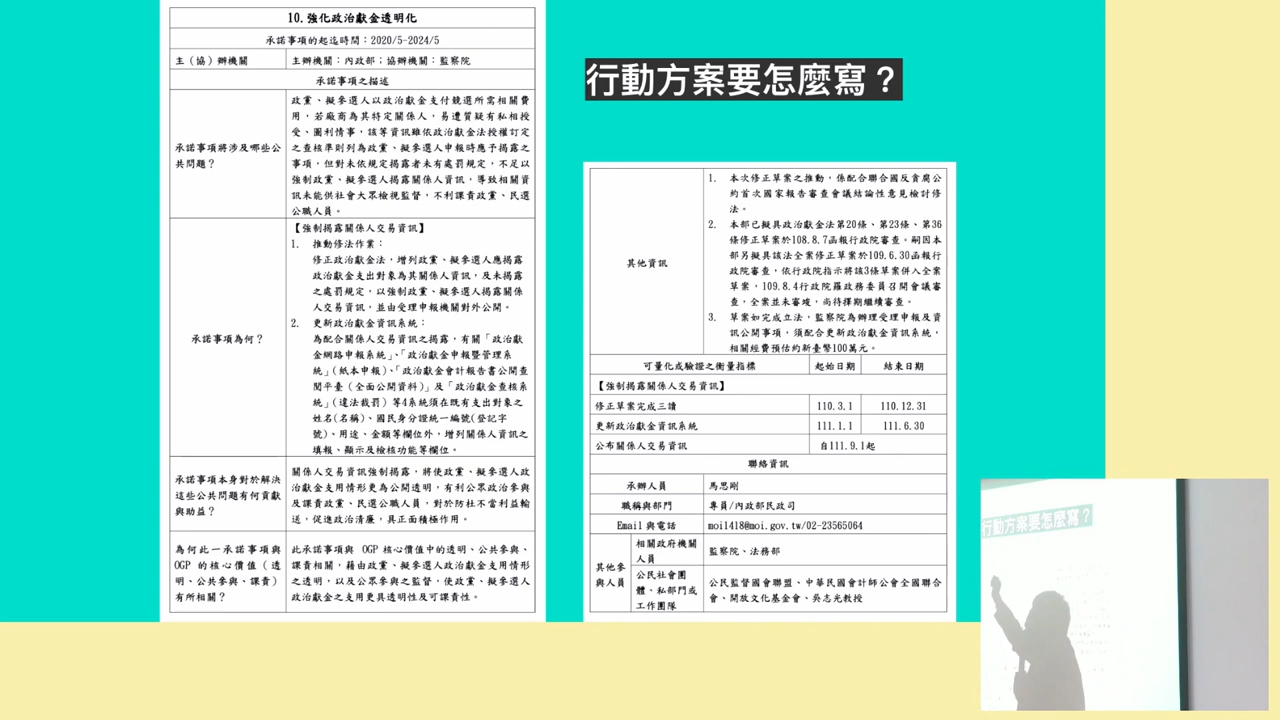 10.強化政治獻金透明化
承諾事項的起迄時間:2020/5-2024/5
主(協)辦機關
主辦機關:內政部;協辦機關:監察院
承諾事項之描述
承諾事項將涉及哪些公
共問題?
政黨、擬參選人以政治獻金支付競選所需相關費
用,若廠商為其特定關係人,易遭質疑有私相授
受、圖利情事,該等資訊雖依政治獻金法授權訂定
之查核準則列為政黨、擬參選人申報時應予揭露之
事項,但對未依規定揭露者未有處罰規定,不足以
強制政黨、擬參選人揭露關係人資訊,導致相關資
訊未能供社會大眾檢視監督,不利課責政黨、民選
公職人員。
承諾事項為何?
【強制揭露關係人交易資訊】
1. 推動修法作業:
修正政治獻金法,增列政黨、擬參選人應揭露
政治獻金支出對象為其關係人資訊,及未揭露
之處罰規定,以強制政黨、擬參選人揭露關係
人交易資訊,並由受理申報機關對外公開。
2. 更新政治獻金資訊系統:
為配合關係人交易資訊之揭露,有關「政治獻
金網路申報系統」、「政治獻金申報暨管理系
統」(紙本申報)、「政治獻金會計報告書公開查
閱平臺(全面公開資料)」及「政治獻金查核系
統」(違法裁罰)等4系統須在既有支出對象之
姓名(名稱)、國民身分證統一編號(登記字
號)、用途、金額等欄位外,增列關係人資訊之
填報、顯示及檢核功能等欄位。
承諾事項本身對於解決
這些公共問題有何貢獻
與助益?
關係人交易資訊強制揭露,將使政黨、擬參選人政
治獻金支用情形更為公開透明,有利公眾政治參與
及課責政黨、民選公職人員,對於防杜不當利益輸
送,促進政治清廉,具正面積極作用。
為何此一承諾事項與
OGP 的核心價值(透
明、公共參與、課責)
有所相關?
此承諾事項與 OGP 核心價值中的透明、公共參與、
課責相關,藉由政黨、擬參選人政治獻金支用情形
之透明,以及公眾參與之監督,使政黨、擬參選人
政治獻金之支用更具透明性及可課責性。
行動方案要怎麼寫?
其他資訊
1. 本次修正草案之推動,係配合聯合國反貪腐公
約首次國家報告審查會議結論性意見檢討修
法。
2. 本部已擬具政治獻金法第20條、第23條、第36
條修正草案於108.8.7函報行政院審查。嗣因本
部另擬具該法全案修正草案於109.6.30函報行
政院審查,依行政院指示將該3條草案併入全案
草案,109.8.4行政院羅政務委員召開會議審
查,全案並未審竣,尚待擇期繼續審查。
3. 草案如完成立法,監察院為辦理受理申報及資
訊公開事項,須配合更新政治獻金資訊系統,
相關經費預估約新臺幣100萬元。
可量化或驗證之衡量指標 起始日期 結束日期
【強制揭露關係人交易資訊】
修正草案完成三讀 110.3.1 110.12.31
更新政治獻金資訊系統 111.1.1 111.6.30
公布關係人交易資訊 自111.9.1起
聯絡資訊
承辦人員 馬思剛
職稱與部門 專員/內政部民政司
Email 與電話 moi1418@moi.gov.tw/02-23565064
其他參
與人員
相關政府機關
人員
監察院、法務部
公民社會團
體、私部門或
工作團隊
公民監督國會聯盟、中華民國會計師公會全國聯合
會、開放文化基金會、吳志光教授
行動方案要怎麼寫?